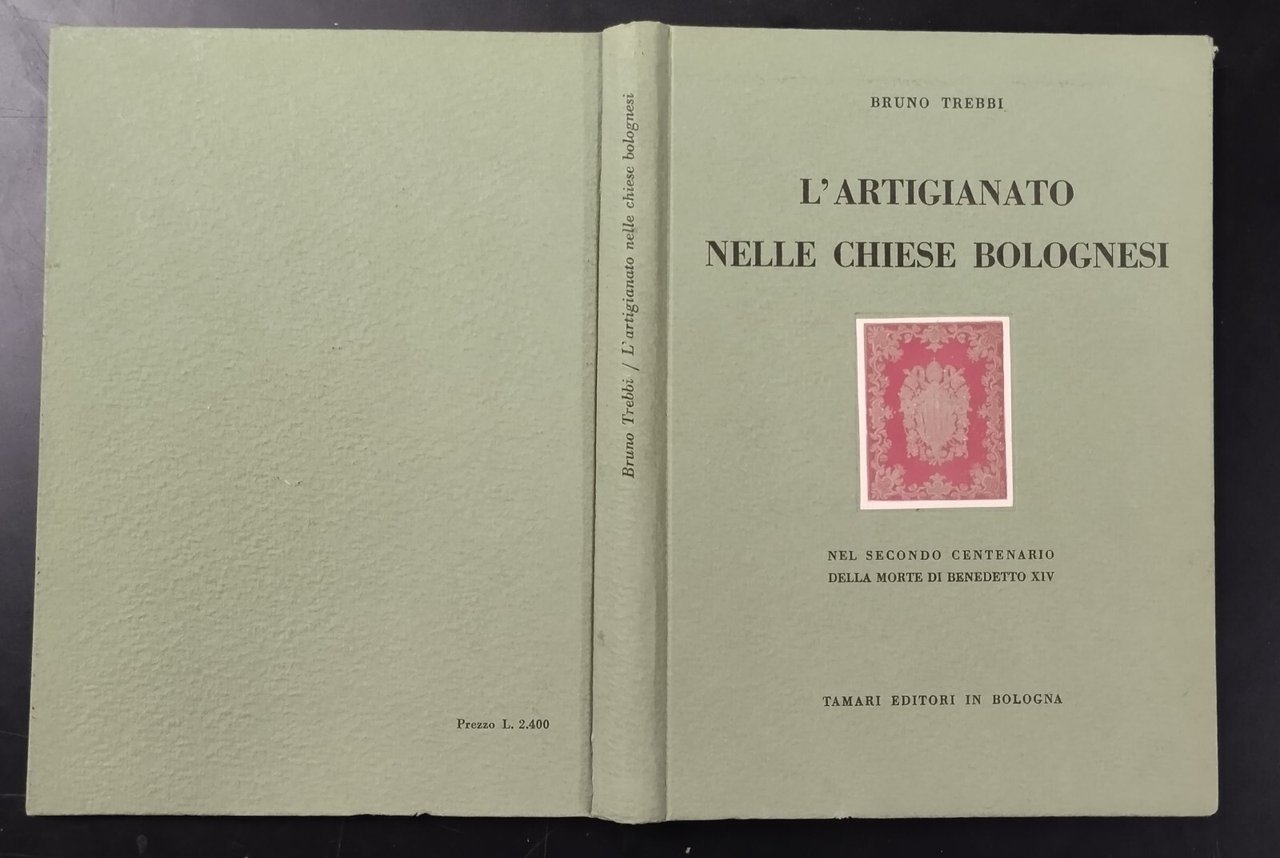 BRUNO TREBBI
L'ARTIGIANATO
NELLE CHIESE BOLOGNESI
NEL SECONDO CENTENARIO
DELLA MORTE DI BENEDETTO XIV
TAMARI EDITORI IN BOLOGNA
Bruno Trebbi / L'artigianato nelle chiese bolognesi
Prezzo L. 2.400